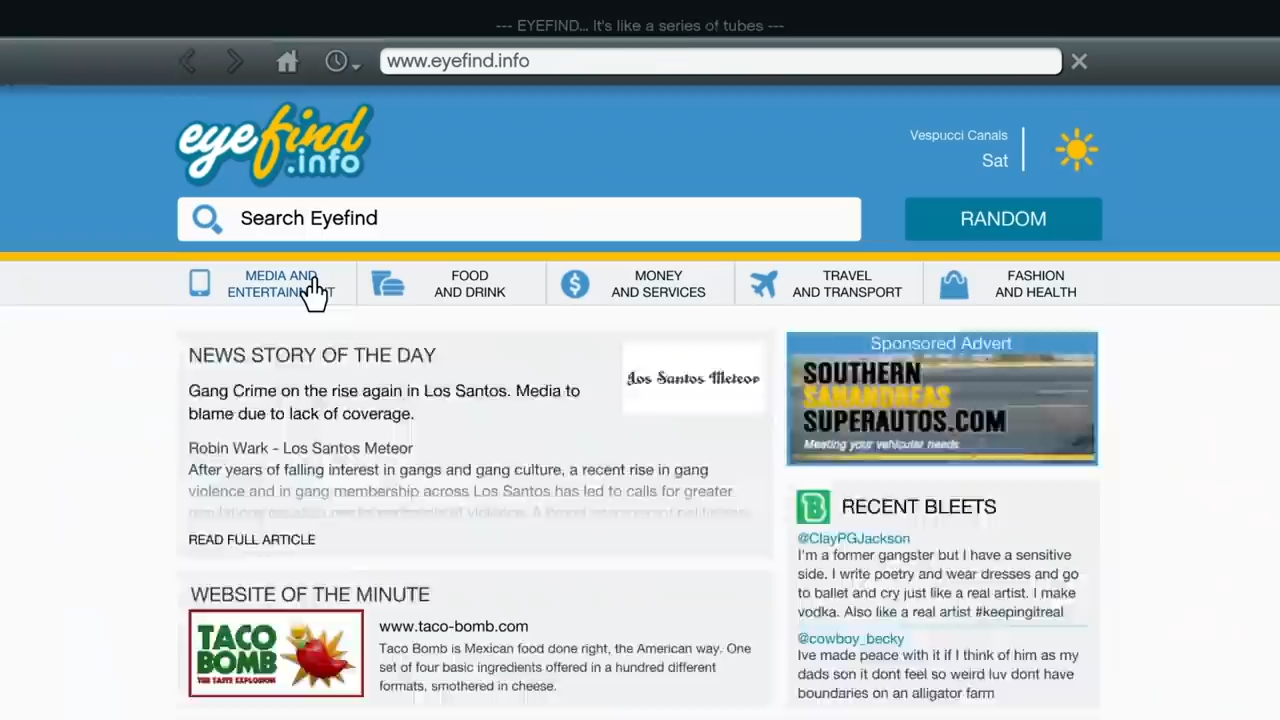 --- EYEFIND... It's like a series of tubes ---
www.eyefind.info
eyefind
.info
Vespucci Canals
Sat
Search Eyefind
RANDOM
MEDIA AND
ENTERTAINMENT
FOOD
AND DRINK
MONEY
AND SERVICES
TRAVEL
AND TRANSPORT
FASHION
AND HEALTH
NEWS STORY OF THE DAY
Los Santos Meteor
Gang Crime on the rise again in Los Santos. Media to
blame due to lack of coverage.
Robin Wark - Los Santos Meteor
After years of falling interest in gangs and gang culture, a recent rise in gang
violence and in gang membership across Los Santos has led to calls for greater
READ FULL ARTICLE
WEBSITE OF THE MINUTE
TACO
BOMB
THE TASTE EXPLOSION
www.taco-bomb.com
Taco Bomb is Mexican food done right, the American way. One
set of four basic ingredients offered in a hundred different
formats, smothered in cheese.
Sponsored Advert
SOUTHERN
SANANDREAS
SUPERAUTOS.COM
Meeting your vehicular needs
B
RECENT BLEETS
@ClayPGJackson
I'm a former gangster but I have a sensitive
side. I write poetry and wear dresses and go
to ballet and cry just like a real artist. I make
vodka. Also like a real artist #keepingitreal
@cowboy_becky
Ive made peace with it if I think of him as my
dads son it dont feel so weird luv dont have
boundaries on an alligator farm